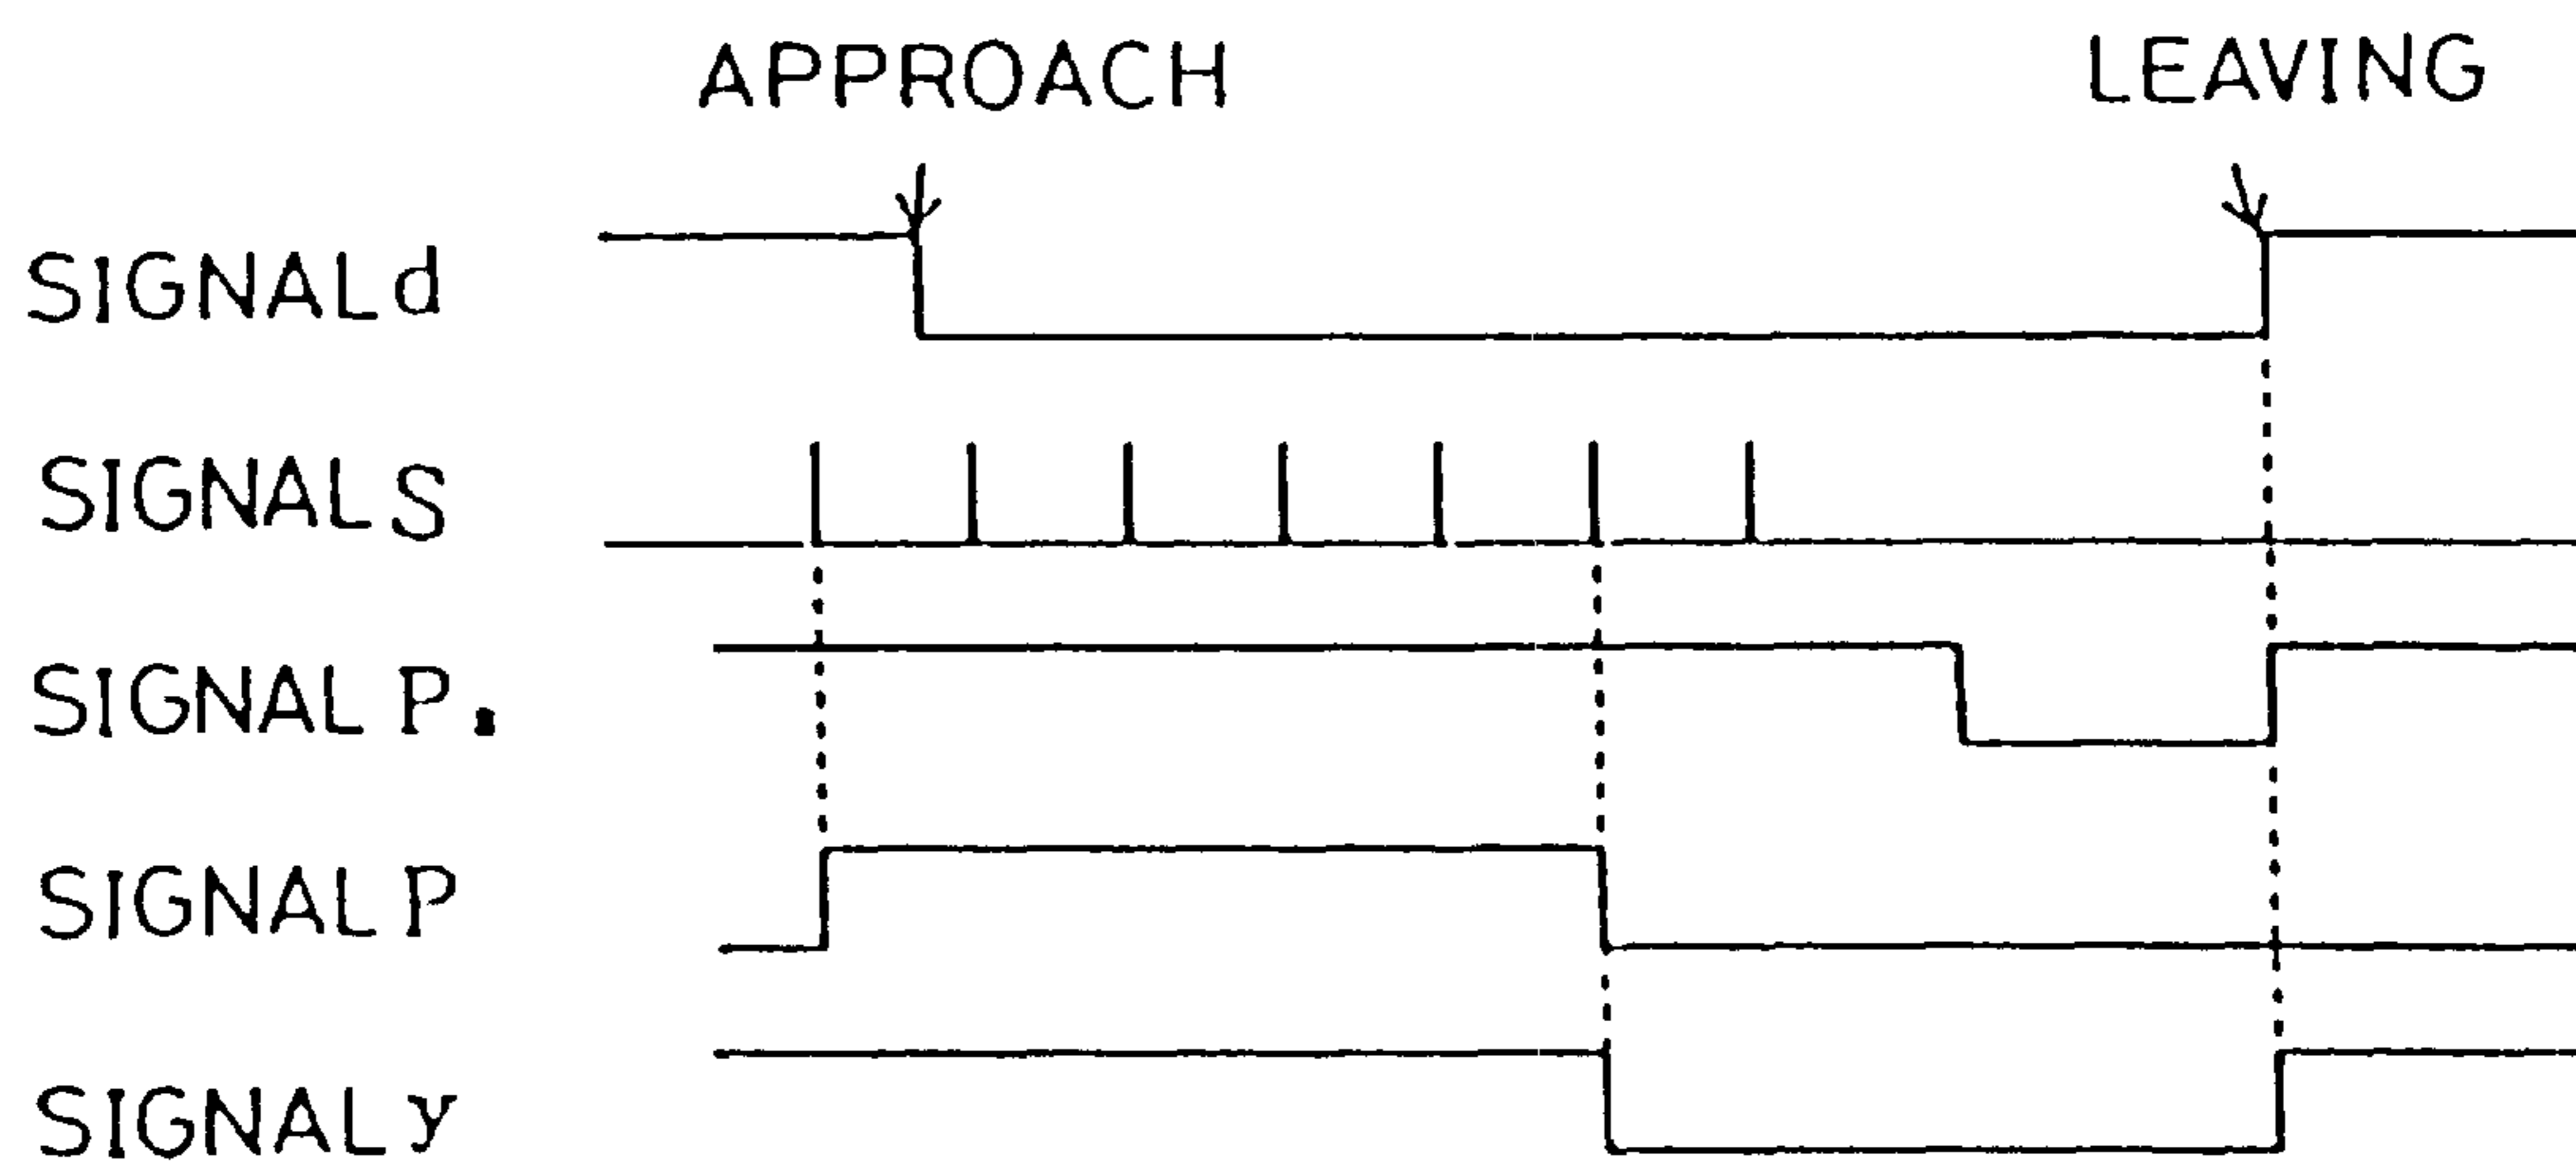 APPROACH LEAVING
SIGNAL d
SIGNAL S
SIGNAL P.
SIGNAL P
SIGNAL y